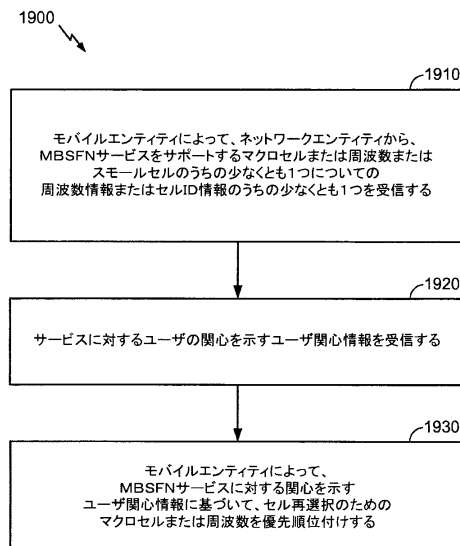 1900
1910
モバイルエンティティによって、ネットワークエンティティから、
MBSFNサービスをサポートするマクロセルまたは周波数または
スモールセルのうちの少なくとも1つについての
周波数情報またはセルID情報のうちの少なくとも1つを受信する
1920
サービスに対するユーザの関心を示すユーザ関心情報を受信する
1930
モバイルエンティティによって、
MBSFNサービスに対する関心を示す
ユーザ関心情報に基づいて、セル再選択のための
マクロセルまたは周波数を優先順位付けする